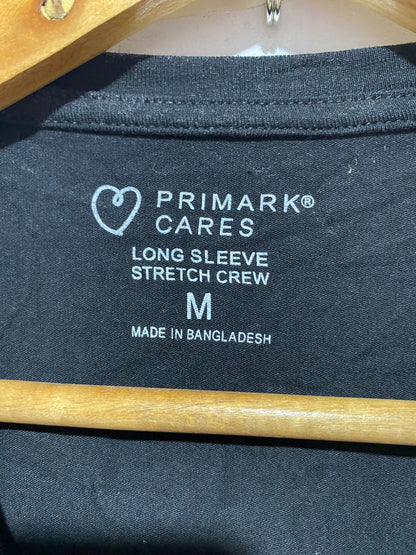 PRIMARK®
CARES
LONG SLEEVE
STRETCH CREW
M
MADE IN BANGLADESH